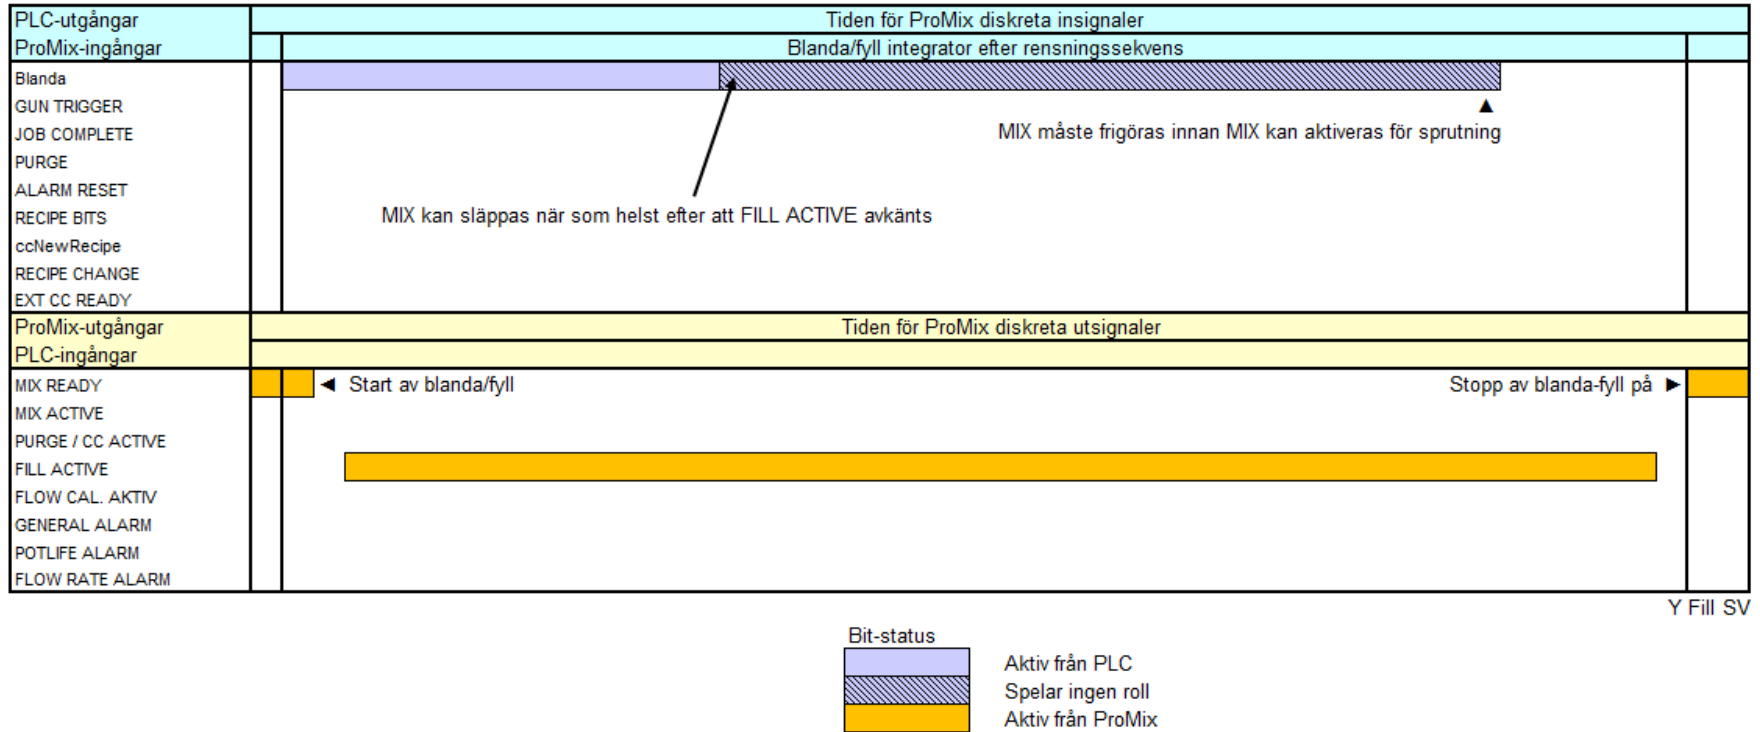 PLC-utgångar
Tiden för ProMix diskreta insignaler
ProMix-ingångar
Blanda/fyll integrator efter rensningssekvens
Blanda
GUN TRIGGER
JOB COMPLETE
MIX måste frigöras innan MIX kan aktiveras för sprutning
PURGE
ALARM RESET
RECIPE BITS
MIX kan släppas när som helst efter att FILL ACTIVE avkänts
ccNewRecipe
RECIPE CHANGE
EXT CC READY
ProMix-utgångar
Tiden för ProMix diskreta utsignaler
PLC-ingångar
MIX READY
◄ Start av blanda/fyll
Stopp av blanda-fyll på ►
MIX ACTIVE
PURGE / CC ACTIVE
FILL ACTIVE
FLOW CAL. AKTIV
GENERAL ALARM
POTLIFE ALARM
FLOW RATE ALARM
Y Fill SV
Bit-status
Aktiv från PLC
Spelar ingen roll
Aktiv från ProMix